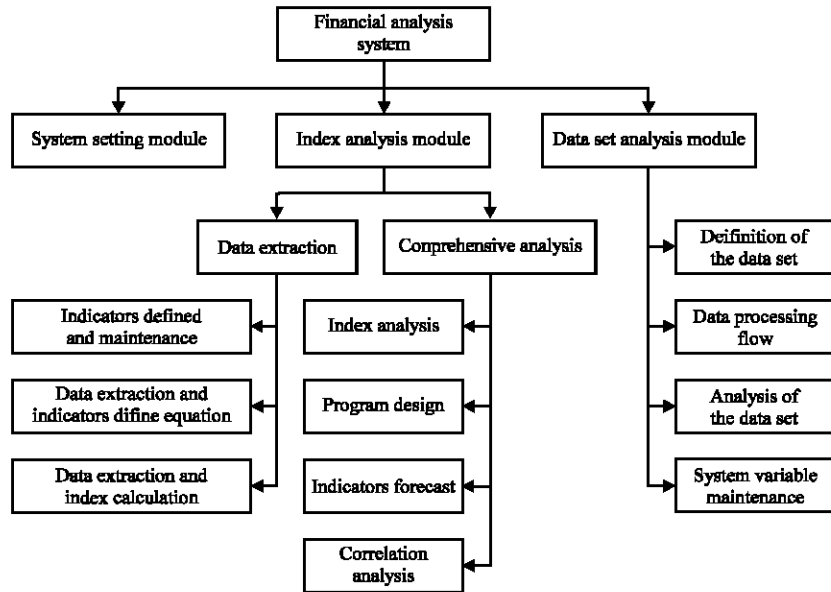 Financial analysis
system
System setting module
Index analysis module
Data set analysis module
Data extraction
Conprehensive analysis
Deifinition of
the data set
Indicators defined
and maintenance
Index analysis
Data processing
flow
Data extraction and
indicators difine equation
Program design
Analysis of
the data set
Data extraction and
index calculation
Indicators forecast
System variable
maintenance
Correlation
analysis